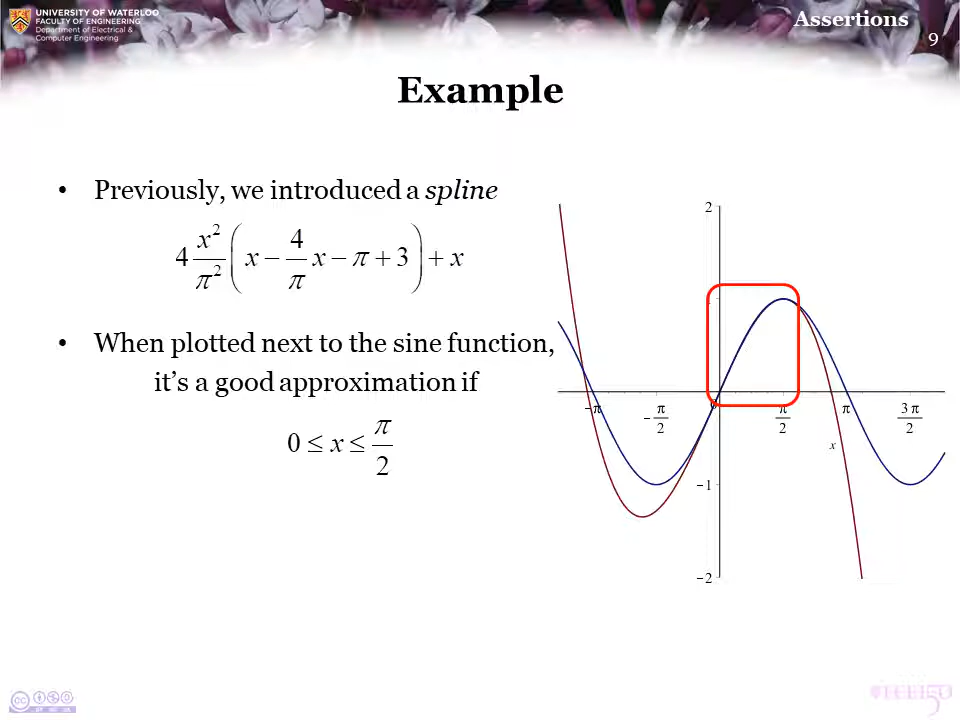 UNIVERSITY OF WATERLOO
FACULTY OF ENGINEERING
Department of Electrical &
Computer Engineering
Assertions
9
Example
• Previously, we introduced a spline
4 x²/π² (x − 4/π x − π + 3) + x
• When plotted next to the sine function,
it’s a good approximation if
0 ≤ x ≤ π/2
2
1
0
−1
−2
−π
−π/2
π/2
π
3π/2
x
cc